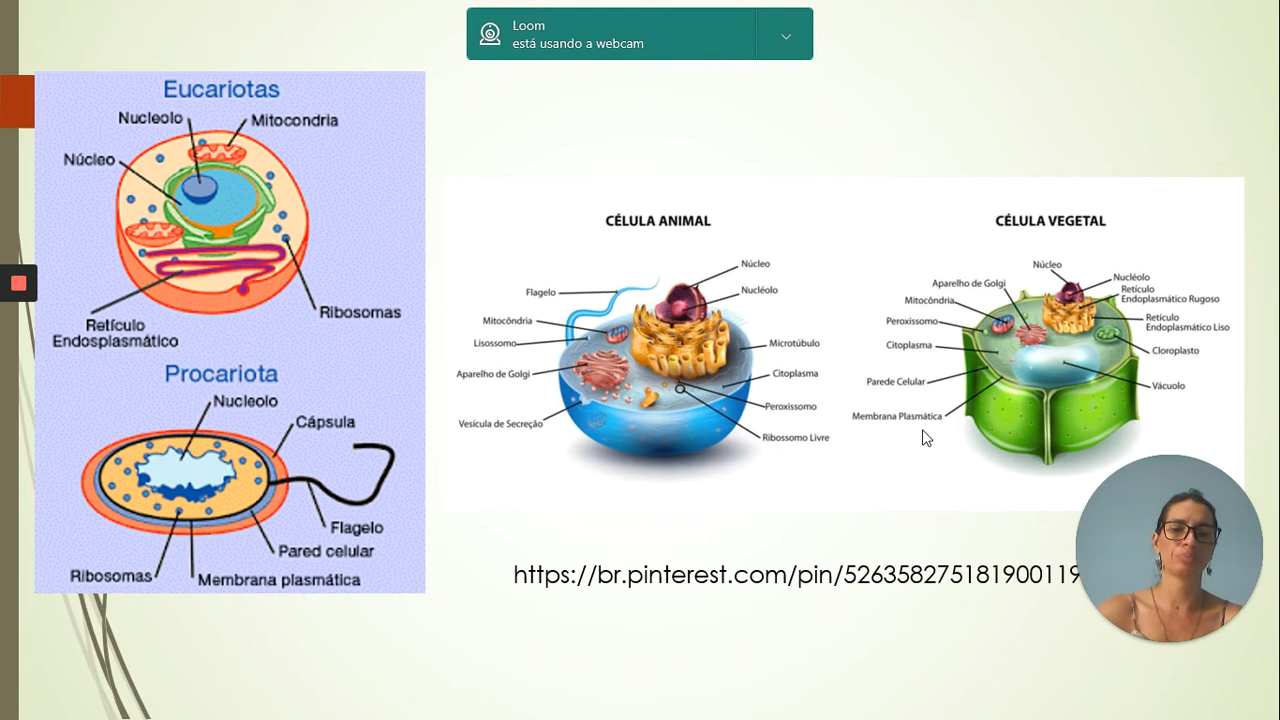 Loom
está usando a webcam
Eucariotas
Nucleolo
Mitocondria
Núcleo
Ribosomas
Retículo
Endosplasmático
Procariota
Nucleolo
Cápsula
Flagelo
Pared celular
Ribosomas
Membrana plasmática
CÉLULA ANIMAL
Núcleo
Nucléolo
Flagelo
Mitocôndria
Lisossomo
Microtúbulo
Aparelho de Golgi
Citoplasma
Peroxissomo
Vesícula de Secreção
Ribossomo Livre
CÉLULA VEGETAL
Núcleo
Nucléolo
Aparelho de Golgi
Retículo
Endoplasmático Rugoso
Mitocôndria
Peroxissomo
Retículo
Endoplasmático Liso
Citoplasma
Cloroplasto
Parede Celular
Vácuolo
Membrana Plasmática
https://br.pinterest.com/pin/526358275181900119